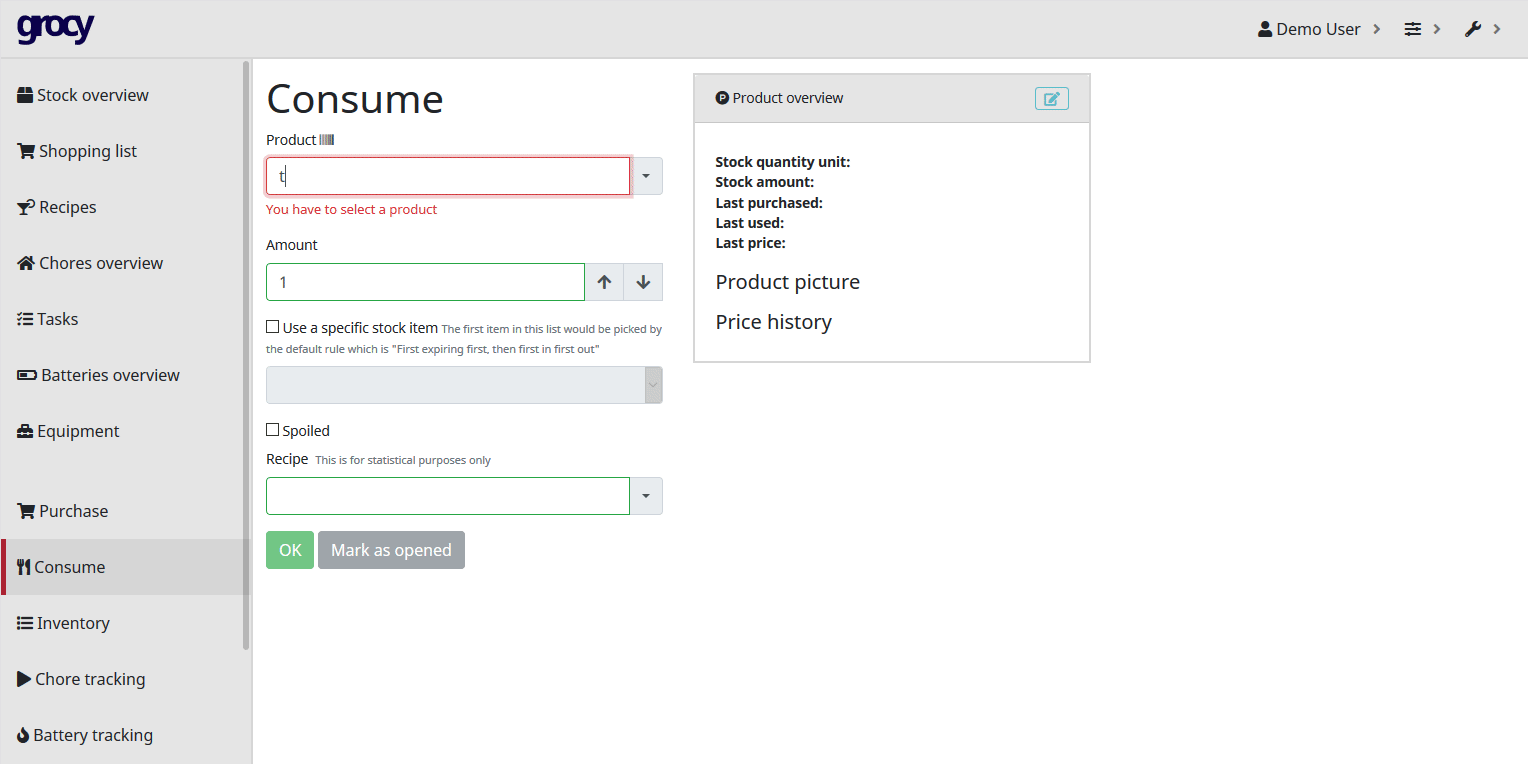 grocy
Demo User
Stock overview
Shopping list
Recipes
Chores overview
Tasks
Batteries overview
Equipment
Purchase
Consume
Inventory
Chore tracking
Battery tracking
Consume
Product
t
You have to select a product
Amount
1
Use a specific stock item The first item in this list would be picked by
the default rule which is "First expiring first, then first in first out"
Spoiled
Recipe This is for statistical purposes only
OK
Mark as opened
P Product overview
Stock quantity unit:
Stock amount:
Last purchased:
Last used:
Last price:
Product picture
Price history